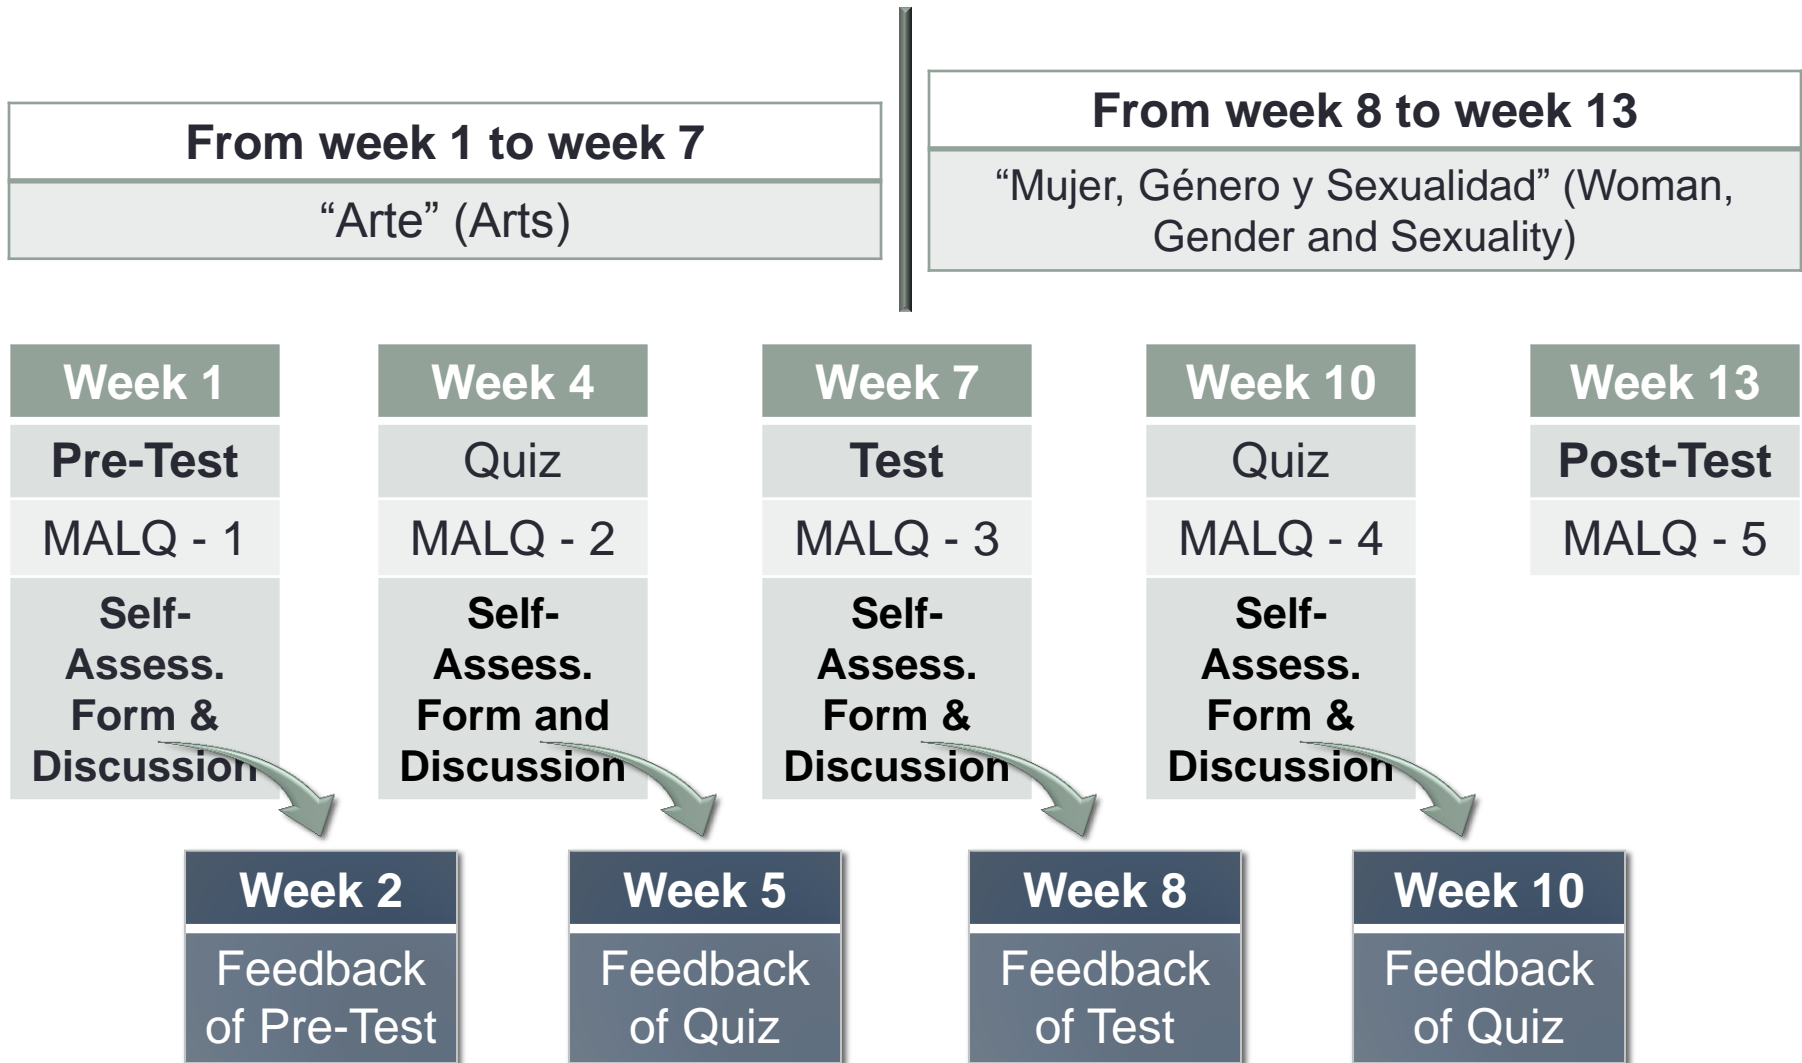 From week 1 to week 7
“Arte” (Arts)
From week 8 to week 13
“Mujer, Género y Sexualidad” (Woman,
Gender and Sexuality)
Week 1
Pre-Test
MALQ - 1
Self-
Assess.
Form &
Discussion
Week 4
Quiz
MALQ - 2
Self-
Assess.
Form and
Discussion
Week 7
Test
MALQ - 3
Self-
Assess.
Form &
Discussion
Week 10
Quiz
MALQ - 4
Self-
Assess.
Form &
Discussion
Week 13
Post-Test
MALQ - 5
Week 2
Feedback
of Pre-Test
Week 5
Feedback
of Quiz
Week 8
Feedback
of Test
Week 10
Feedback
of Quiz